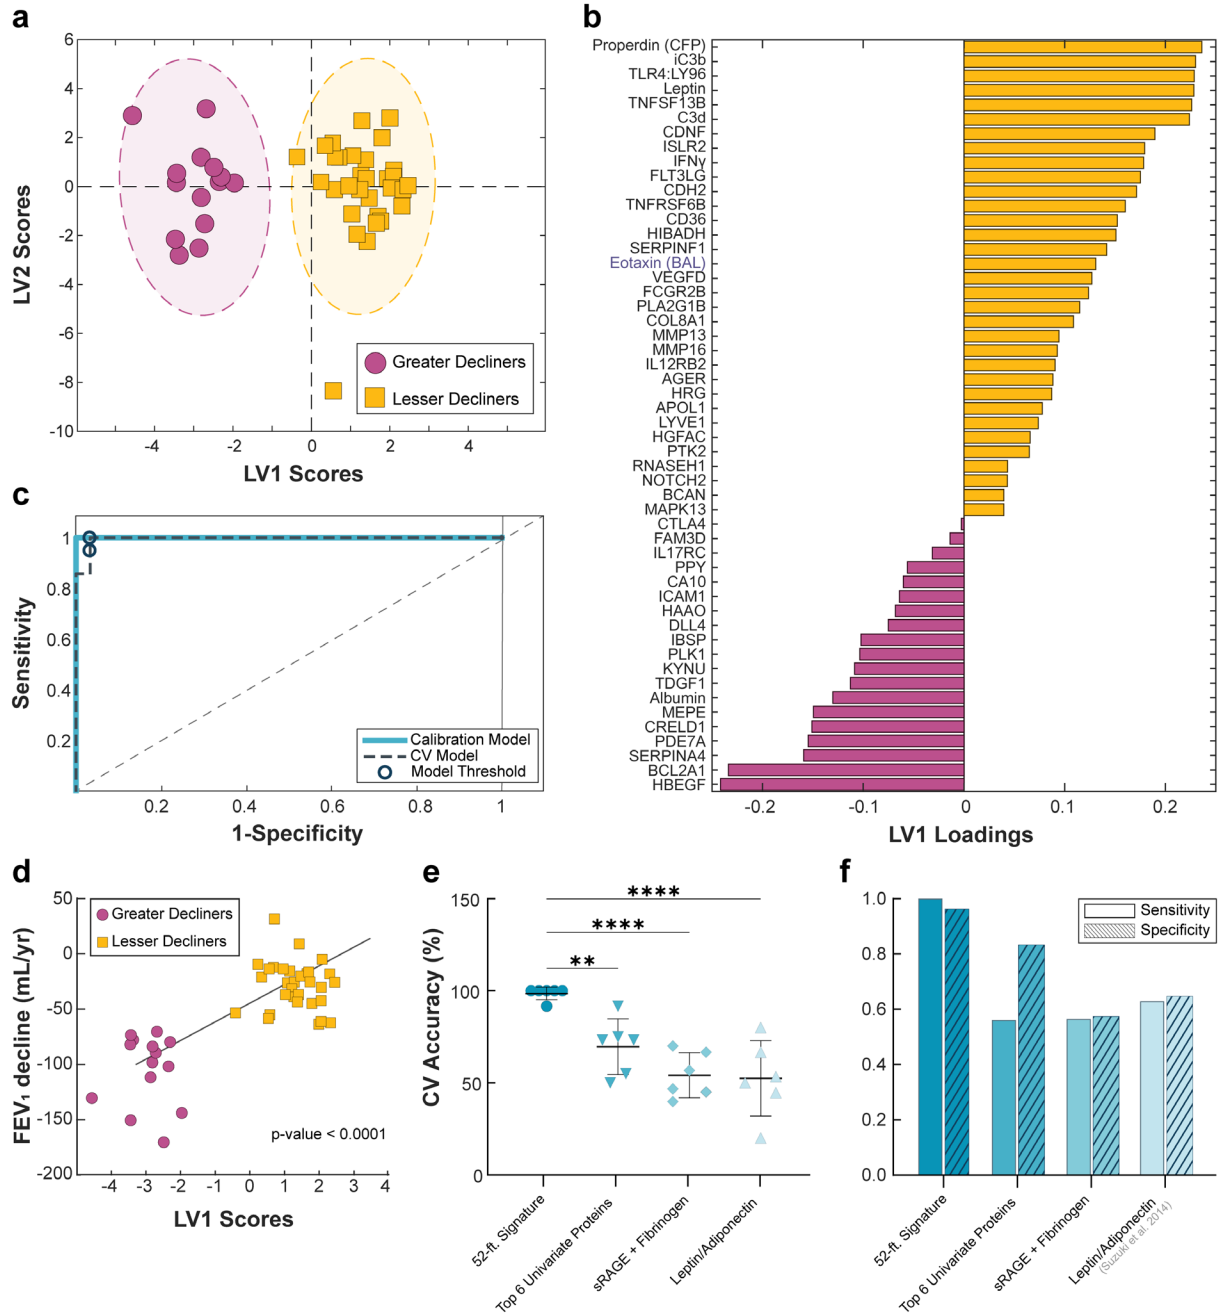 a
6
4
2
0
-2
-4
-6
-8
-10
-4
-2
0
2
4
LV2 Scores
LV1 Scores
Greater Decliners
Lesser Decliners
b
Properdin (CFP)
iC3b
TLR4:LY96
Leptin
TNFSF13B
C3d
CDNF
ISLR2
IFNγ
FLT3LG
CDH2
TNFRSF6B
CD36
HIBADH
SERPINF1
Eotaxin (BAL)
VEGFD
FCGR2B
PLA2G1B
COL8A1
MMP13
MMP16
IL12RB2
AGER
HRG
APOL1
LYVE1
HGFAC
PTK2
RNASEH1
NOTCH2
BCAN
MAPK13
CTLA4
FAM3D
IL17RC
PPY
CA10
ICAM1
HAAO
DLL4
IBSP
PLK1
KYNU
TDGF1
Albumin
MEPE
CRELD1
PDE7A
SERPINA4
BCL2A1
HBEGF
-0.2
-0.1
0
0.1
0.2
LV1 Loadings
c
1
0.8
0.6
0.4
0.2
0.2
0.4
0.6
0.8
1
Sensitivity
1-Specificity
Calibration Model
CV Model
Model Threshold
d
50
0
-50
-100
-150
-200
-4
-3
-2
-1
0
1
2
3
4
FEV₁ decline (mL/yr)
LV1 Scores
Greater Decliners
Lesser Decliners
p-value < 0.0001
e
150
100
50
0
CV Accuracy (%)
****
****
**
52-ft. Signature
Top 6 Univariate Proteins
sRAGE + Fibrinogen
Leptin/Adiponectin
f
1.0
0.8
0.6
0.4
0.2
0.0
Sensitivity
Specificity
52-ft. Signature
Top 6 Univariate Proteins
sRAGE + Fibrinogen
Leptin/Adiponectin
(Suzuki et al. 2014)